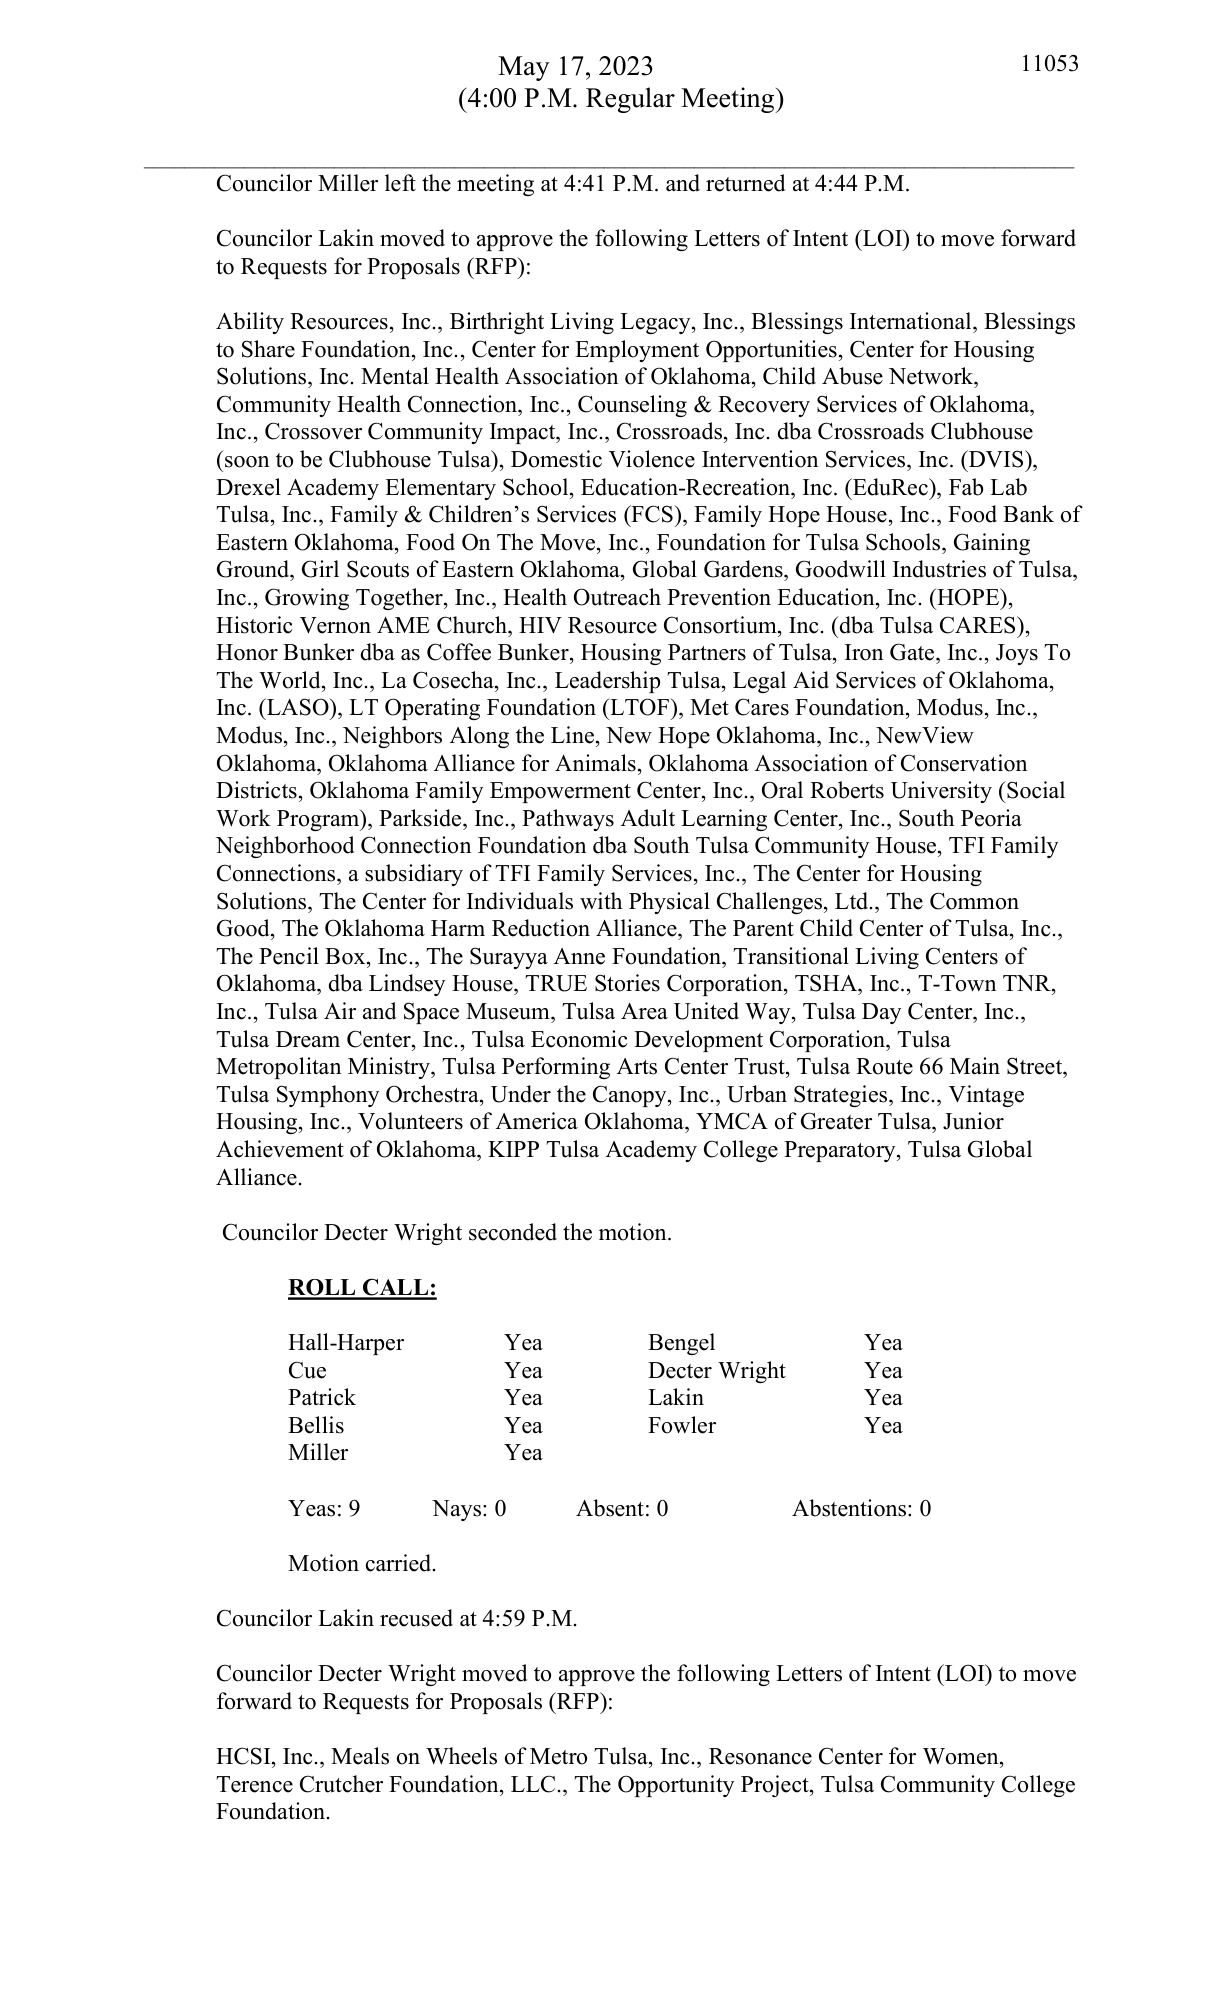 May 17, 2023
11053
(4:00 P.M. Regular Meeting)
Councilor Miller left the meeting at 4:41 P.M. and returned at 4:44 P.M.
Councilor Lakin moved to approve the following Letters of Intent (LOI) to move forward
to Requests for Proposals (RFP):
Ability Resources, Inc., Birthright Living Legacy, Inc., Blessings International, Blessings
to Share Foundation, Inc., Center for Employment Opportunities, Center for Housing
Solutions, Inc. Mental Health Association of Oklahoma, Child Abuse Network,
Community Health Connection, Inc., Counseling & Recovery Services of Oklahoma,
Inc., Crossover Community Impact, Inc., Crossroads, Inc. dba Crossroads Clubhouse
(soon to be Clubhouse Tulsa), Domestic Violence Intervention Services, Inc. (DVIS),
Drexel Academy Elementary School, Education-Recreation, Inc. (EduRec), Fab Lab
Tulsa, Inc., Family & Children’s Services (FCS), Family Hope House, Inc., Food Bank of
Eastern Oklahoma, Food On The Move, Inc., Foundation for Tulsa Schools, Gaining
Ground, Girl Scouts of Eastern Oklahoma, Global Gardens, Goodwill Industries of Tulsa,
Inc., Growing Together, Inc., Health Outreach Prevention Education, Inc. (HOPE),
Historic Vernon AME Church, HIV Resource Consortium, Inc. (dba Tulsa CARES),
Honor Bunker dba as Coffee Bunker, Housing Partners of Tulsa, Iron Gate, Inc., Joys To
The World, Inc., La Cosecha, Inc., Leadership Tulsa, Legal Aid Services of Oklahoma,
Inc. (LASO), LT Operating Foundation (LTOF), Met Cares Foundation, Modus, Inc.,
Modus, Inc., Neighbors Along the Line, New Hope Oklahoma, Inc., NewView
Oklahoma, Oklahoma Alliance for Animals, Oklahoma Association of Conservation
Districts, Oklahoma Family Empowerment Center, Inc., Oral Roberts University (Social
Work Program), Parkside, Inc., Pathways Adult Learning Center, Inc., South Peoria
Neighborhood Connection Foundation dba South Tulsa Community House, TFI Family
Connections, a subsidiary of TFI Family Services, Inc., The Center for Housing
Solutions, The Center for Individuals with Physical Challenges, Ltd., The Common
Good, The Oklahoma Harm Reduction Alliance, The Parent Child Center of Tulsa, Inc.,
The Pencil Box, Inc., The Surayya Anne Foundation, Transitional Living Centers of
Oklahoma, dba Lindsey House, TRUE Stories Corporation, TSHA, Inc., T-Town TNR,
Inc., Tulsa Air and Space Museum, Tulsa Area United Way, Tulsa Day Center, Inc.,
Tulsa Dream Center, Inc., Tulsa Economic Development Corporation, Tulsa
Metropolitan Ministry, Tulsa Performing Arts Center Trust, Tulsa Route 66 Main Street,
Tulsa Symphony Orchestra, Under the Canopy, Inc., Urban Strategies, Inc., Vintage
Housing, Inc., Volunteers of America Oklahoma, YMCA of Greater Tulsa, Junior
Achievement of Oklahoma, KIPP Tulsa Academy College Preparatory, Tulsa Global
Alliance.
Councilor Decter Wright seconded the motion.
ROLL CALL:
Hall-Harper Yea Bengel Yea
Cue Yea Decter Wright Yea
Patrick Yea Lakin Yea
Bellis Yea Fowler Yea
Miller Yea
Yeas: 9 Nays: 0 Absent: 0 Abstentions: 0
Motion carried.
Councilor Lakin recused at 4:59 P.M.
Councilor Decter Wright moved to approve the following Letters of Intent (LOI) to move
forward to Requests for Proposals (RFP):
HCSI, Inc., Meals on Wheels of Metro Tulsa, Inc., Resonance Center for Women,
Terence Crutcher Foundation, LLC., The Opportunity Project, Tulsa Community College
Foundation.